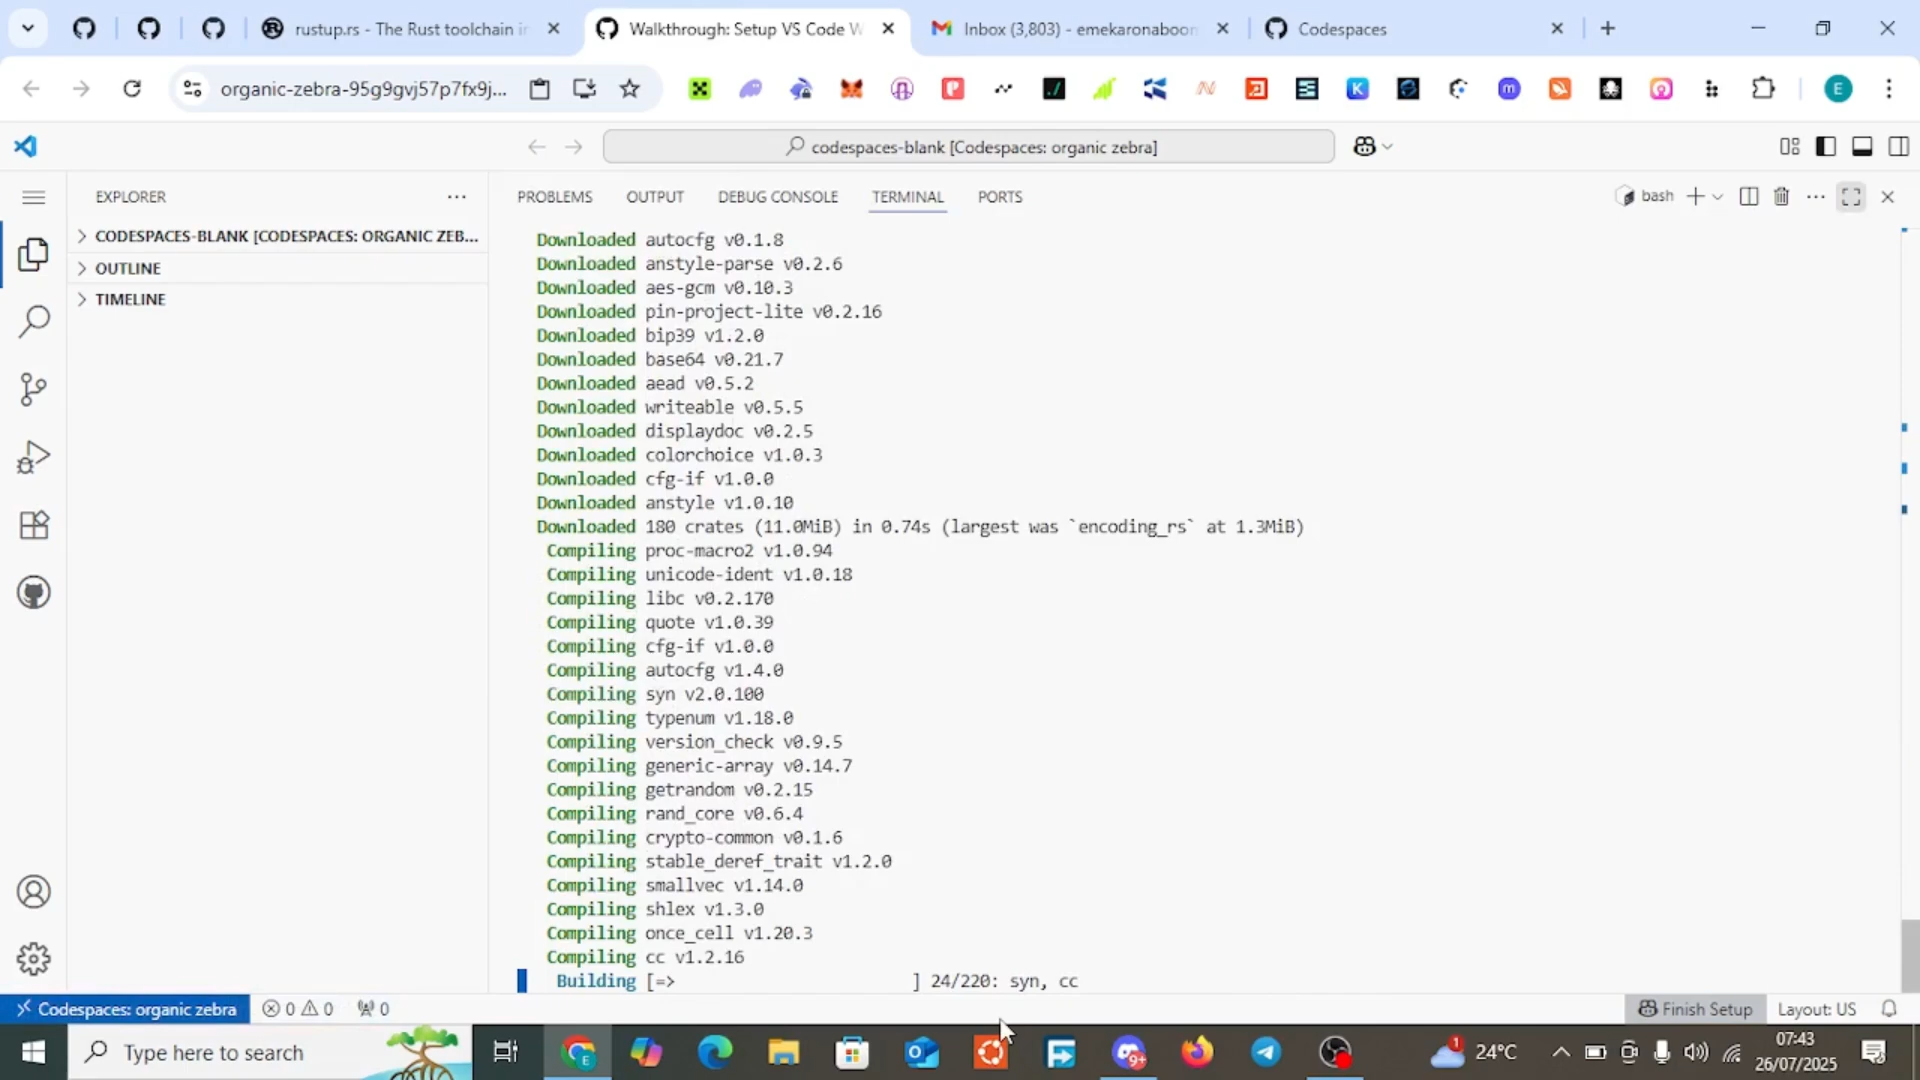 rustup.rs - The Rust toolchain in
Walkthrough: Setup VS Code W
Inbox (3,803) - emekaronaboon
Codespaces
organic-zebra-95g9gvj57p7fx9j...
E
codespaces-blank [Codespaces: organic zebra]
EXPLORER
PROBLEMS
OUTPUT
DEBUG CONSOLE
TERMINAL
PORTS
bash
CODESPACES-BLANK [CODESPACES: ORGANIC ZEB...
OUTLINE
TIMELINE
Downloaded autocfg v0.1.8
Downloaded anstyle-parse v0.2.6
Downloaded aes-gcm v0.10.3
Downloaded pin-project-lite v0.2.16
Downloaded bip39 v1.2.0
Downloaded base64 v0.21.7
Downloaded aead v0.5.2
Downloaded writeable v0.5.5
Downloaded displaydoc v0.2.5
Downloaded colorchoice v1.0.3
Downloaded cfg-if v1.0.0
Downloaded anstyle v1.0.10
Downloaded 180 crates (11.0MiB) in 0.74s (largest was `encoding_rs` at 1.3MiB)
Compiling proc-macro2 v1.0.94
Compiling unicode-ident v1.0.18
Compiling libc v0.2.170
Compiling quote v1.0.39
Compiling cfg-if v1.0.0
Compiling autocfg v1.4.0
Compiling syn v2.0.100
Compiling typenum v1.18.0
Compiling version_check v0.9.5
Compiling generic-array v0.14.7
Compiling getrandom v0.2.15
Compiling rand_core v0.6.4
Compiling crypto-common v0.1.6
Compiling stable_deref_trait v1.2.0
Compiling smallvec v1.14.0
Compiling shlex v1.3.0
Compiling once_cell v1.20.3
Compiling cc v1.2.16
Building [=> ] 24/220: syn, cc
Codespaces: organic zebra
0 0
0
Finish Setup
Layout: US
Type here to search
9+
1
24°C
07:43
26/07/2025